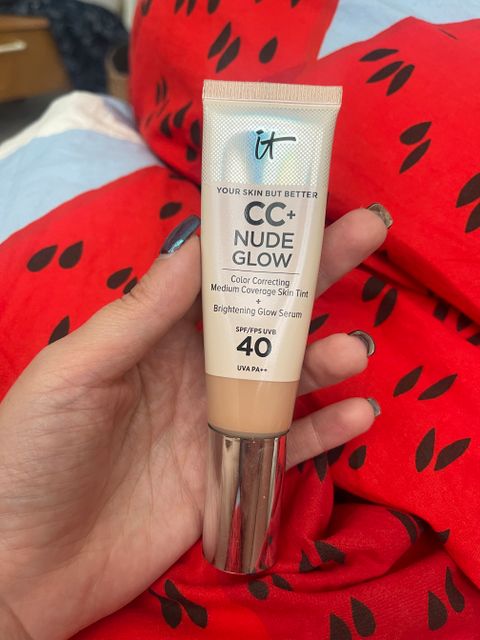 it
YOUR SKIN BUT BETTER
CC+
NUDE
GLOW
Color Correcting
Medium Coverage Skin Tint
+
Brightening Glow Serum
SPF/FPS UVB
40
UVA PA++